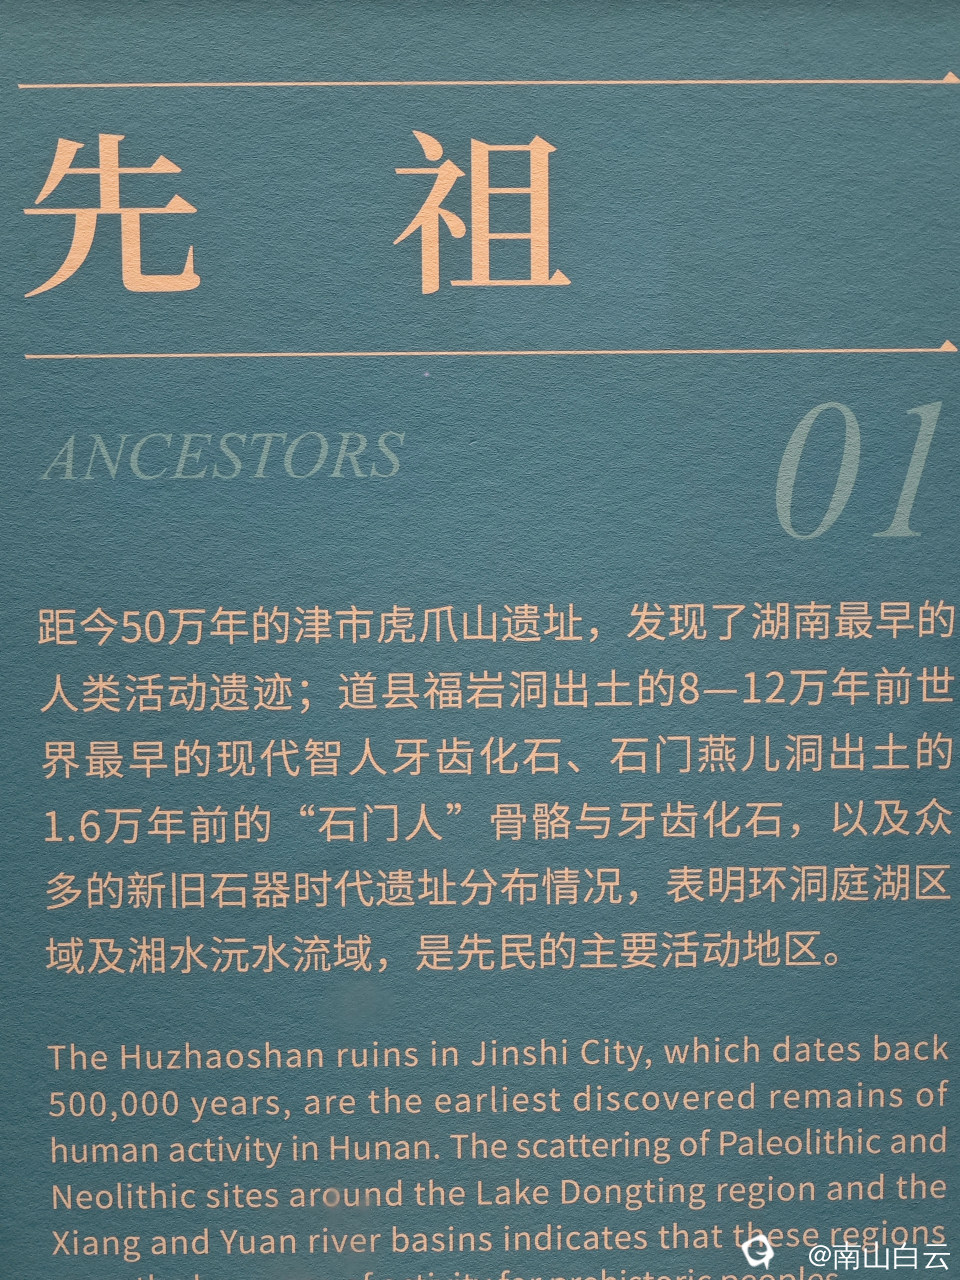 先 祖
ANCESTORS
01
距今50万年的津市虎爪山遗址，发现了湖南最早的
人类活动遗迹；道县福岩洞出土的8—12万年前世
界最早的现代智人牙齿化石、石门燕儿洞出土的
1.6万年前的“石门人”骨骼与牙齿化石，以及众
多的新旧石器时代遗址分布情况，表明环洞庭湖区
域及湘水沅水流域，是先民的主要活动地区。
The Huzhaoshan ruins in Jinshi City, which dates back
500,000 years, are the earliest discovered remains of
human activity in Hunan. The scattering of Paleolithic and
Neolithic sites around the Lake Dongting region and the
Xiang and Yuan river basins indicates that these regions
activity for prehistoric peoples
@南山白云